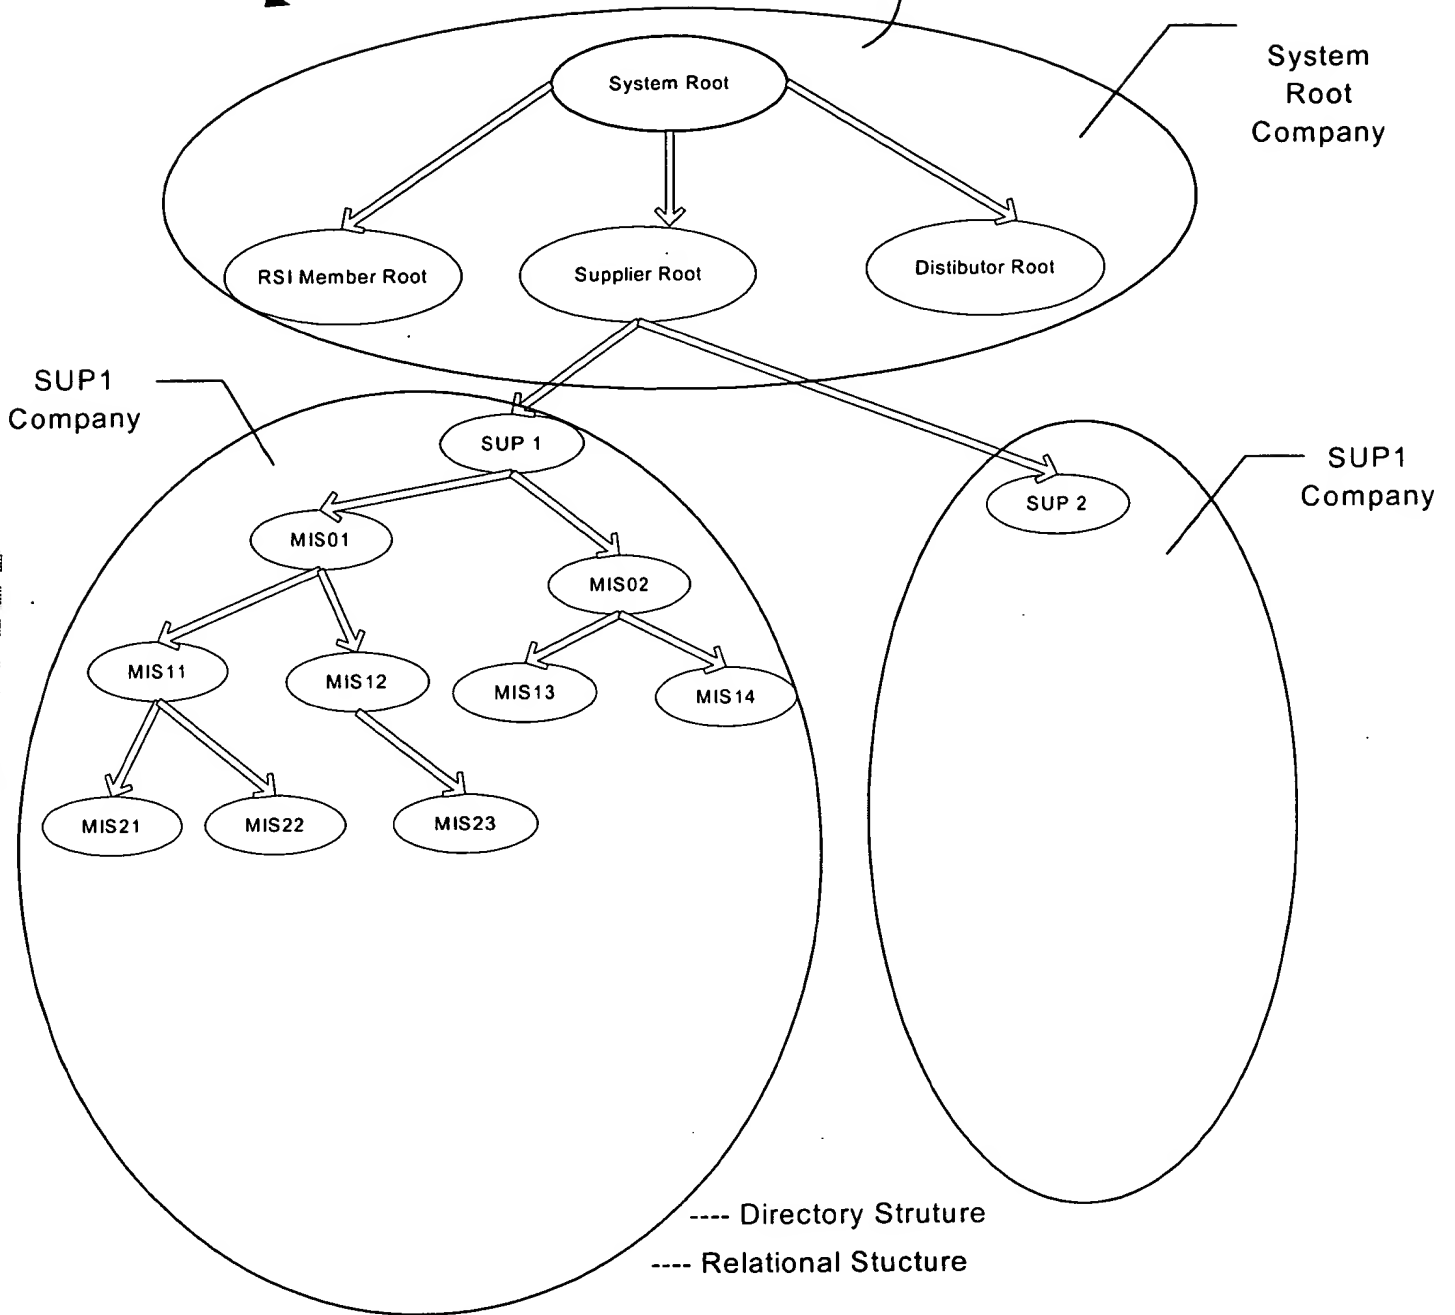 System Root
System
Root
Company
RSI Member Root
Supplier Root
Distibutor Root
SUP1
Company
SUP 1
SUP1
Company
SUP 2
MIS01
MIS02
MIS11
MIS12
MIS13
MIS14
MIS21
MIS22
MIS23
---- Directory Struture
---- Relational Stucture